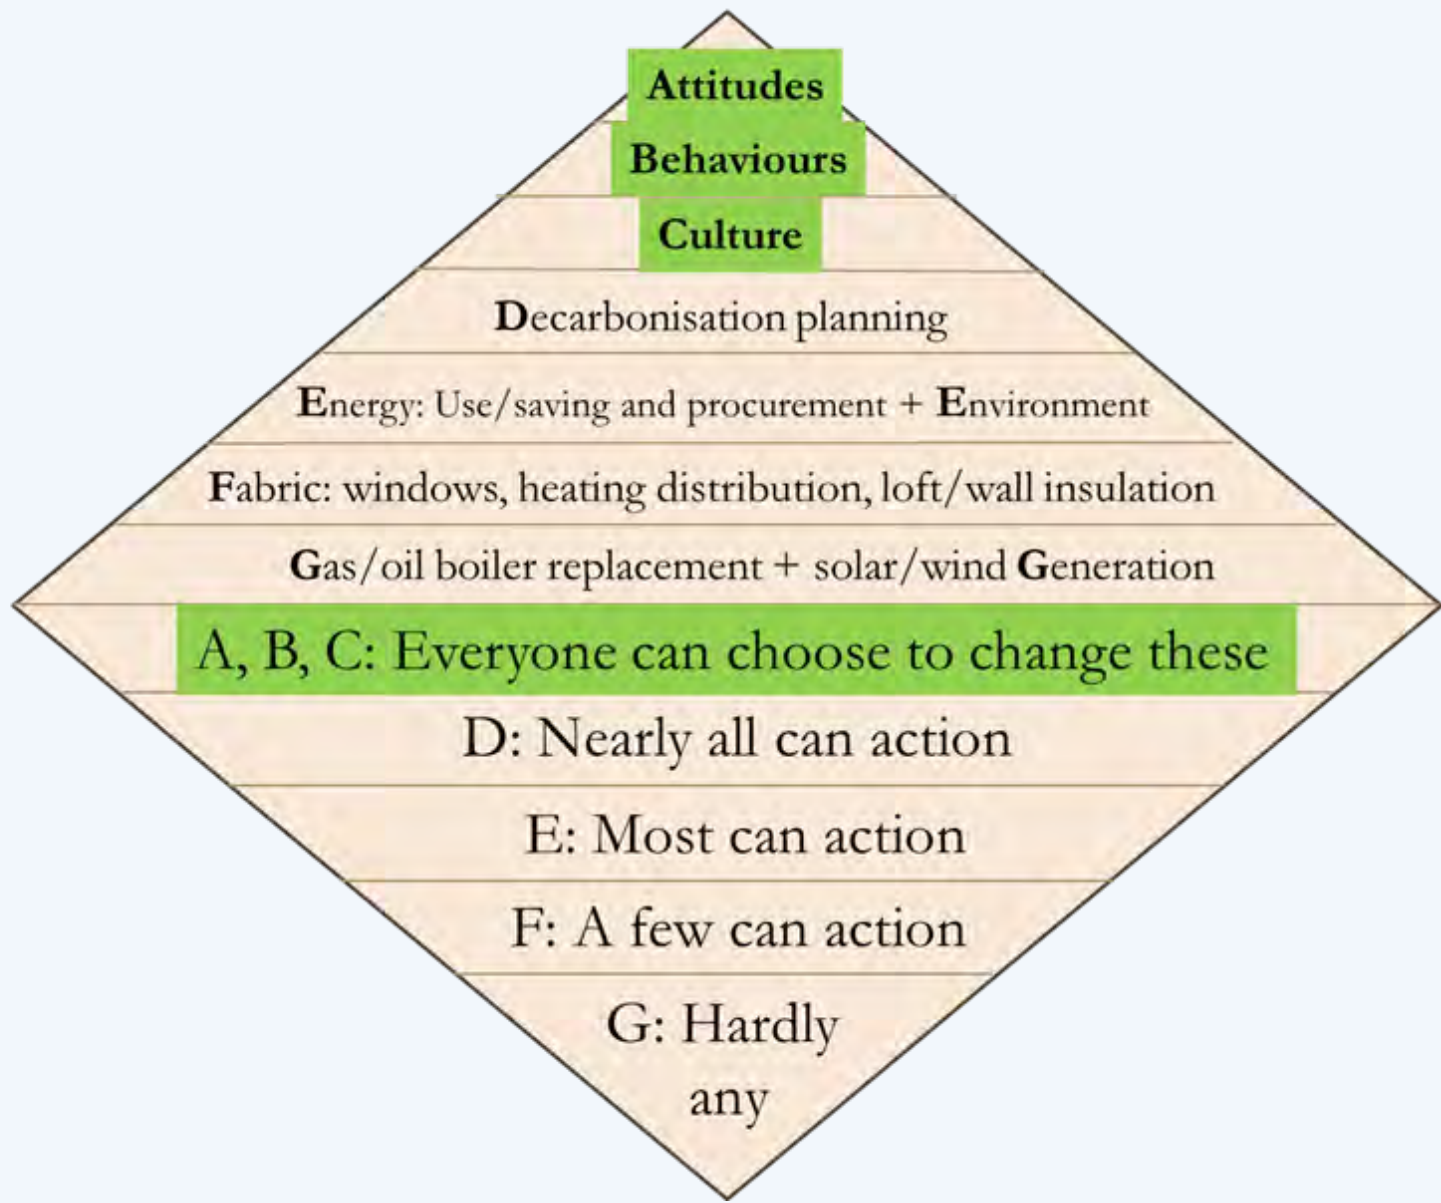 Attitudes
Behaviours
Culture
Decarbonisation planning
Energy: Use/saving and procurement + Environment
Fabric: windows, heating distribution, loft/wall insulation
Gas/oil boiler replacement + solar/wind Generation
A, B, C: Everyone can choose to change these
D: Nearly all can action
E: Most can action
F: A few can action
G: Hardly
any